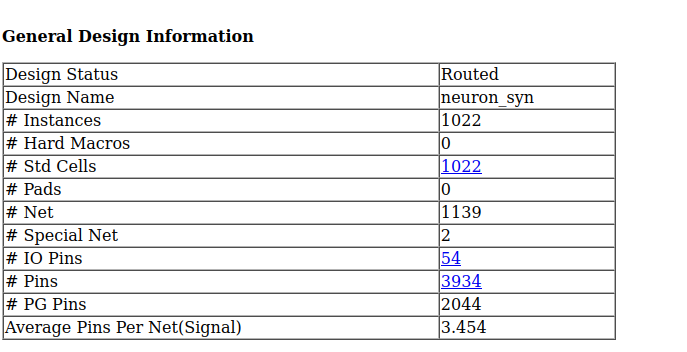 General Design Information
Design Status Routed
Design Name neuron_syn
# Instances 1022
# Hard Macros 0
# Std Cells 1022
# Pads 0
# Net 1139
# Special Net 2
# IO Pins 54
# Pins 3934
# PG Pins 2044
Average Pins Per Net(Signal) 3.454